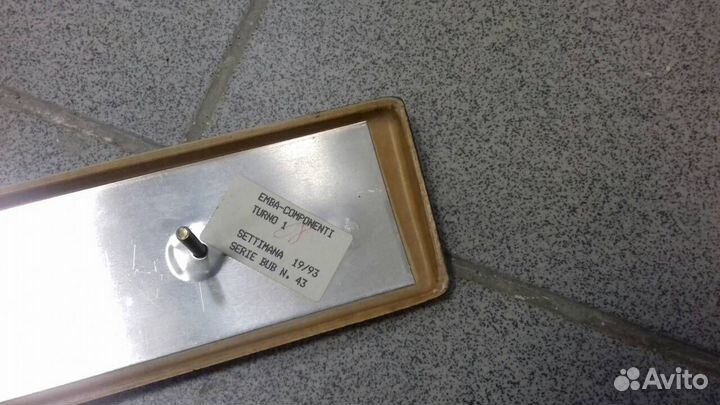 EMBA-COMPONENTI
TURNO 1
SETTIMANA 19/93
SERIE BUB N. 43
Avito